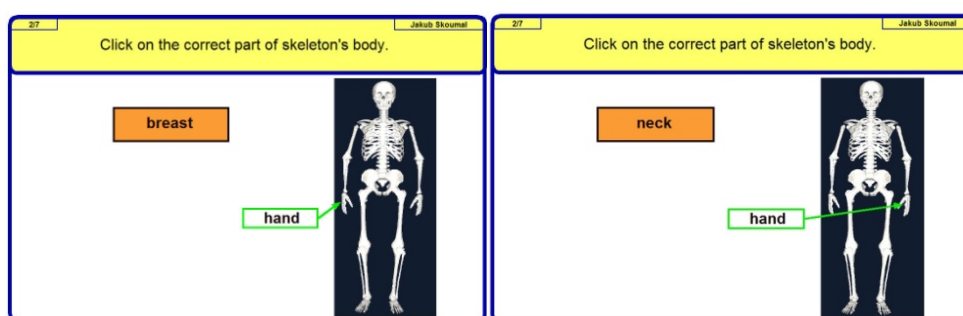 2/7
Jakub Skoumal
Click on the correct part of skeleton's body.
breast
hand
2/7
Jakub Skoumal
Click on the correct part of skeleton's body.
neck
hand